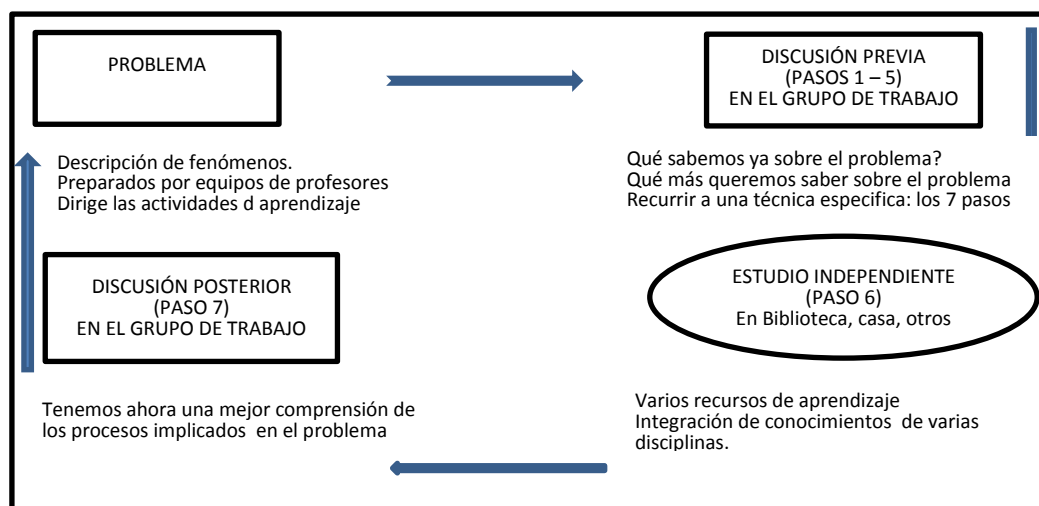 PROBLEMA
DISCUSIÓN PREVIA
(PASOS 1 – 5)
EN EL GRUPO DE TRABAJO
Descripción de fenómenos.
Preparados por equipos de profesores
Dirige las actividades d aprendizaje
Qué sabemos ya sobre el problema?
Qué más queremos saber sobre el problema
Recurrir a una técnica especifica: los 7 pasos
DISCUSIÓN POSTERIOR
(PASO 7)
EN EL GRUPO DE TRABAJO
ESTUDIO INDEPENDIENTE
(PASO 6)
En Biblioteca, casa, otros
Tenemos ahora una mejor comprensión de
los procesos implicados en el problema
Varios recursos de aprendizaje
Integración de conocimientos de varias
disciplinas.